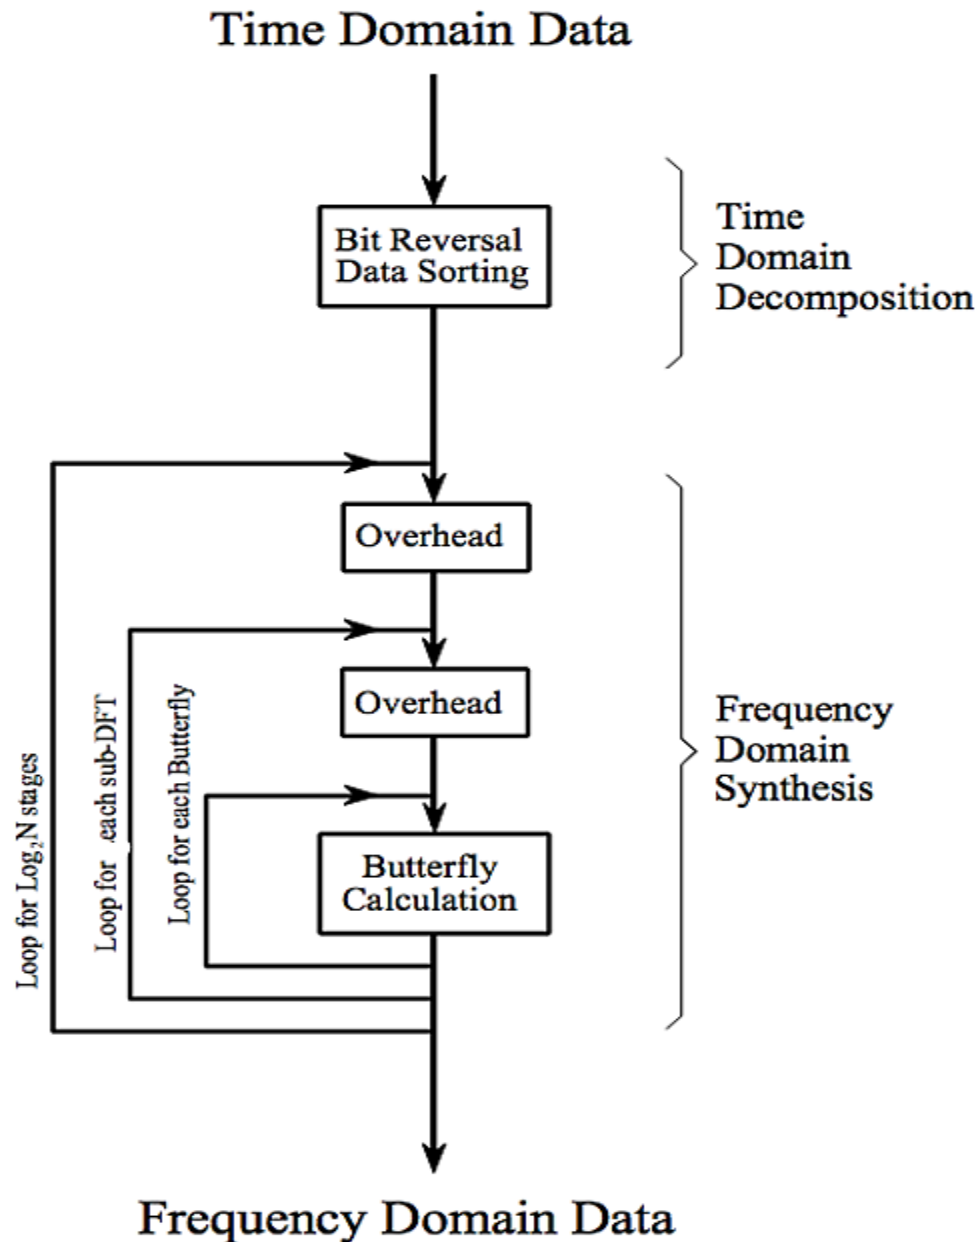 Time Domain Data
Bit Reversal
Data Sorting
Time
Domain
Decomposition
Overhead
Overhead
Butterfly
Calculation
Loop for Log₂N stages
Loop for .each sub-DFT
Loop for each Butterfly
Frequency
Domain
Synthesis
Frequency Domain Data